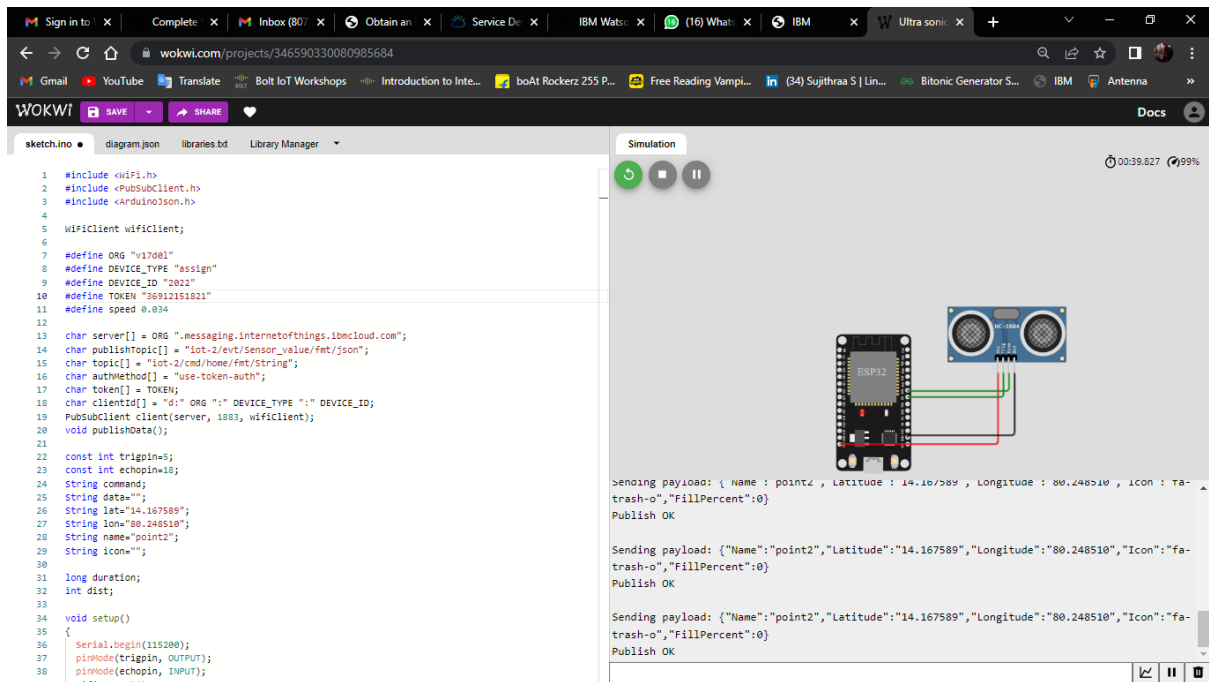 Sign in to \
Complete
Inbox (807
Obtain an
Service De
IBM Watso
(16) Whats
IBM
Ultra sonic
wokwi.com/projects/346590330080985684
Gmail
YouTube
Translate
Bolt IoT Workshops
Introduction to Inte...
boAt Rockerz 255 P...
Free Reading Vampi...
(34) Sujithraa S | Lin...
Bitonic Generator S...
IBM
Antenna
»
WOKWI
SAVE
SHARE
Docs
sketch.ino ●
diagram.json
libraries.txt
Library Manager
1 #include <WiFi.h>
2 #include <PubSubClient.h>
3 #include <ArduinoJson.h>
4
5 WiFiClient wifiClient;
6
7 #define ORG "v17d0l"
8 #define DEVICE_TYPE "assign"
9 #define DEVICE_ID "2022"
10 #define TOKEN "36912151821"
11 #define speed 0.034
12
13 char server[] = ORG ".messaging.internetofthings.ibmcloud.com";
14 char publishTopic[] = "iot-2/evt/Sensor_value/fmt/json";
15 char topic[] = "iot-2/cmd/home/fmt/String";
16 char authMethod[] = "use-token-auth";
17 char token[] = TOKEN;
18 char clientId[] = "d:" ORG ":" DEVICE_TYPE ":" DEVICE_ID;
19 PubSubClient client(server, 1883, wifiClient);
20 void publishData();
21
22 const int trigpin=5;
23 const int echopin=18;
24 String command;
25 String data="";
26 String lat="14.167589";
27 String lon="80.248510";
28 String name="point2";
29 String icon="";
30
31 long duration;
32 int dist;
33
34 void setup()
35 {
36 Serial.begin(115200);
37 pinMode(trigpin, OUTPUT);
38 pinMode(echopin, INPUT);
Simulation
00:39.827
99%
HC-SR04
ESP32
Sending payload: {"Name":"point2","Latitude":"14.167589","Longitude":"80.248510","Icon":"fa-
trash-o","FillPercent":0}
Publish OK
Sending payload: {"Name":"point2","Latitude":"14.167589","Longitude":"80.248510","Icon":"fa-
trash-o","FillPercent":0}
Publish OK
Sending payload: {"Name":"point2","Latitude":"14.167589","Longitude":"80.248510","Icon":"fa-
trash-o","FillPercent":0}
Publish OK